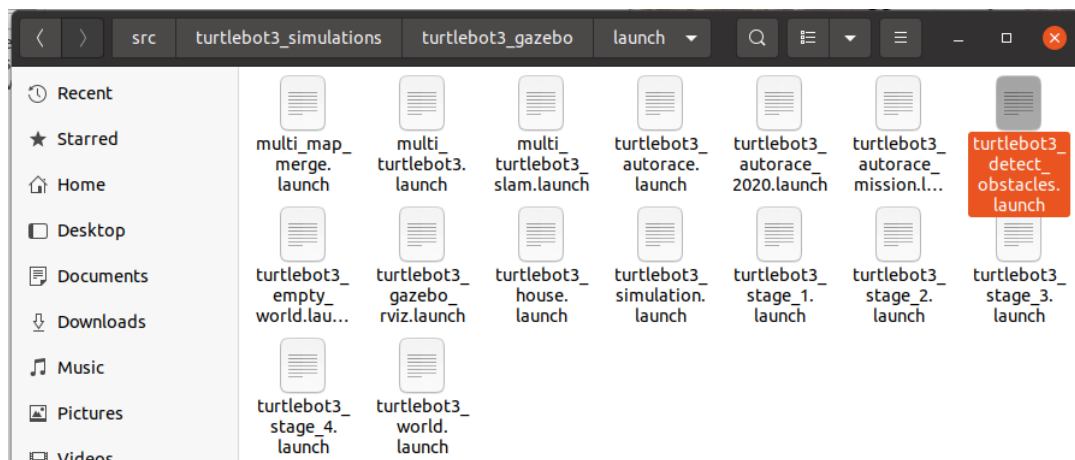 src turtlebot3_simulations turtlebot3_gazebo launch
Recent
Starred
Home
Desktop
Documents
Downloads
Music
Pictures
Videos
multi_map_
merge.
launch
multi_
turtlebot3.
launch
multi_
turtlebot3_
slam.launch
turtlebot3_
autorace.
launch
turtlebot3_
autorace_
2020.launch
turtlebot3_
autorace_
mission.l...
turtlebot3_
detect_
obstacles.
launch
turtlebot3_
empty_
world.lau...
turtlebot3_
gazebo_
rviz.launch
turtlebot3_
house.
launch
turtlebot3_
simulation.
launch
turtlebot3_
stage_1.
launch
turtlebot3_
stage_2.
launch
turtlebot3_
stage_3.
launch
turtlebot3_
stage_4.
launch
turtlebot3_
world.
launch